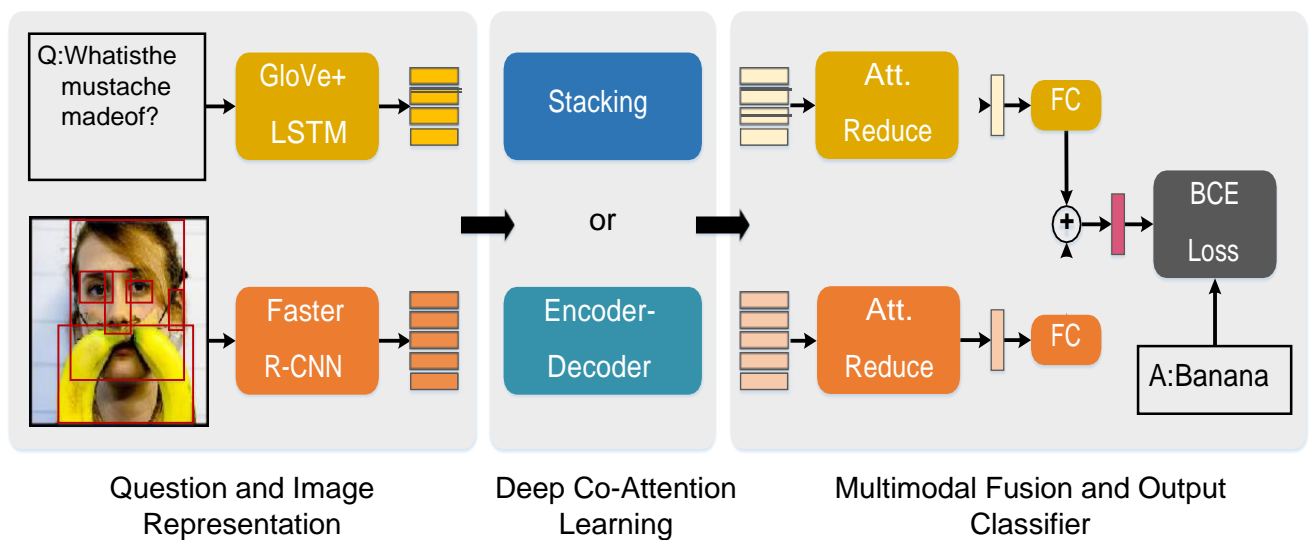 Q:Whatisthe
mustache
madeof?
GloVe+
LSTM
Stacking
Att.
Reduce
FC
BCE
Loss
+
or
Faster
R-CNN
Encoder-
Decoder
Att.
Reduce
FC
A:Banana
Question and Image
Representation
Deep Co-Attention
Learning
Multimodal Fusion and Output
Classifier